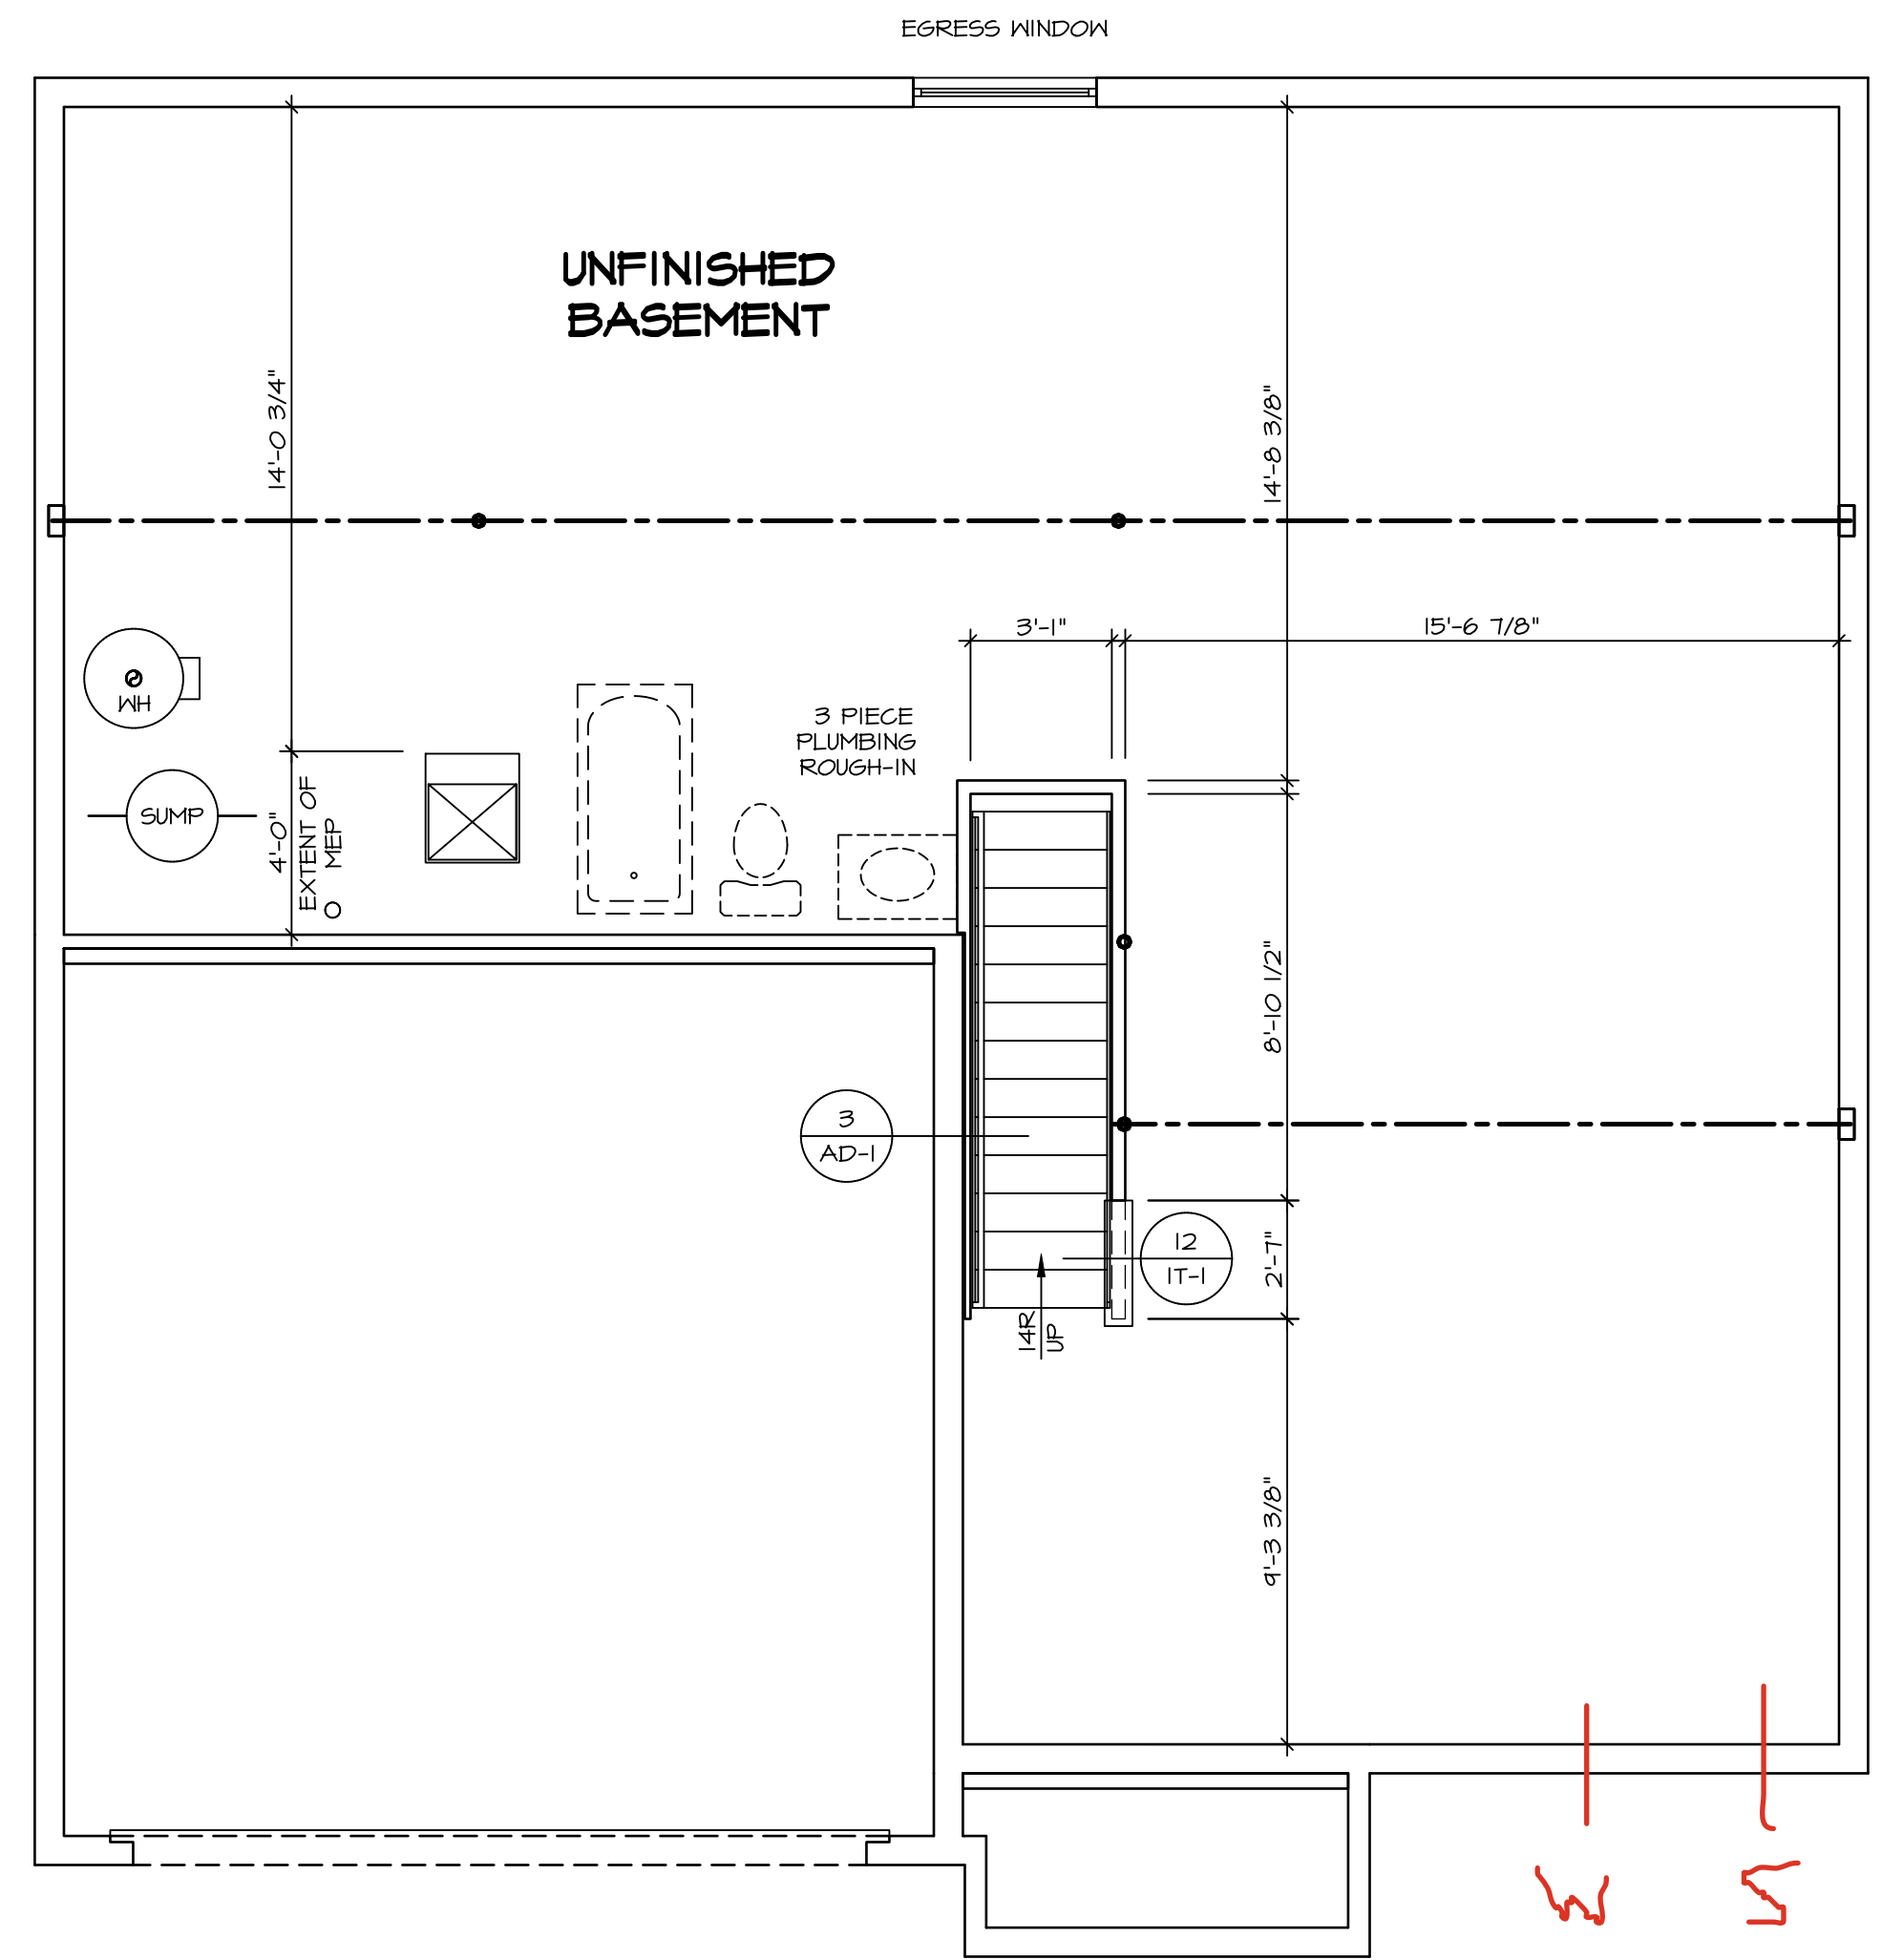 EGRESS WINDOW
UNFINISHED
BASEMENT
14'-0 3/4"
14'-8 3/8"
3'-1"
15'-6 7/8"
WH
3 PIECE
PLUMBING
ROUGH-IN
SUMP
4'-0"
EXTENT OF
MEP
8'-10 1/2"
3
AD-1
12
IT-1
2'-7"
14R
UP
9'-3 3/8"
W
S